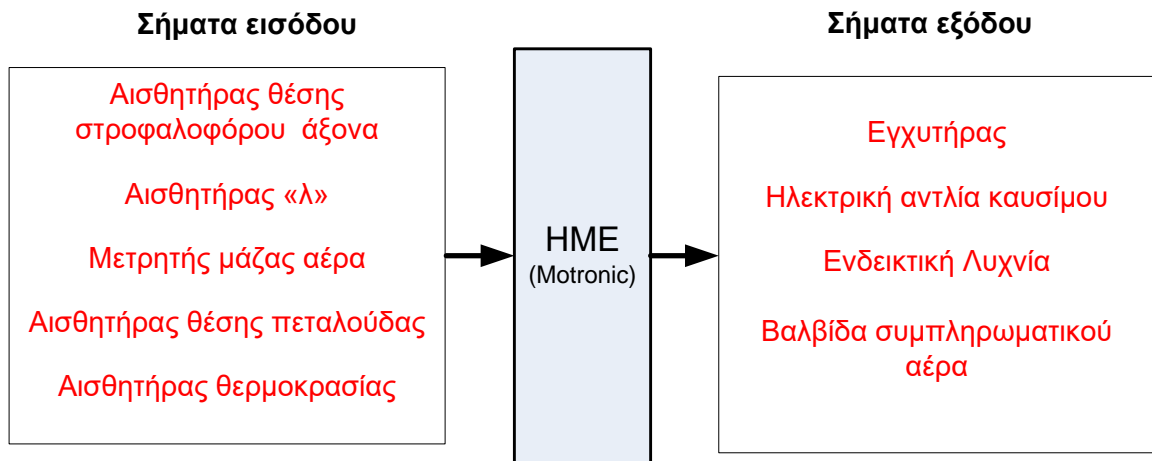 Σήματα εισόδου
Αισθητήρας θέσης
στροφαλοφόρου άξονα
Αισθητήρας «λ»
Μετρητής μάζας αέρα
Αισθητήρας θέσης πεταλούδας
Αισθητήρας θερμοκρασίας
ΗΜΕ
(Motronic)
Σήματα εξόδου
Εγχυτήρας
Ηλεκτρική αντλία καυσίμου
Ενδεικτική Λυχνία
Βαλβίδα συμπληρωματικού
αέρα